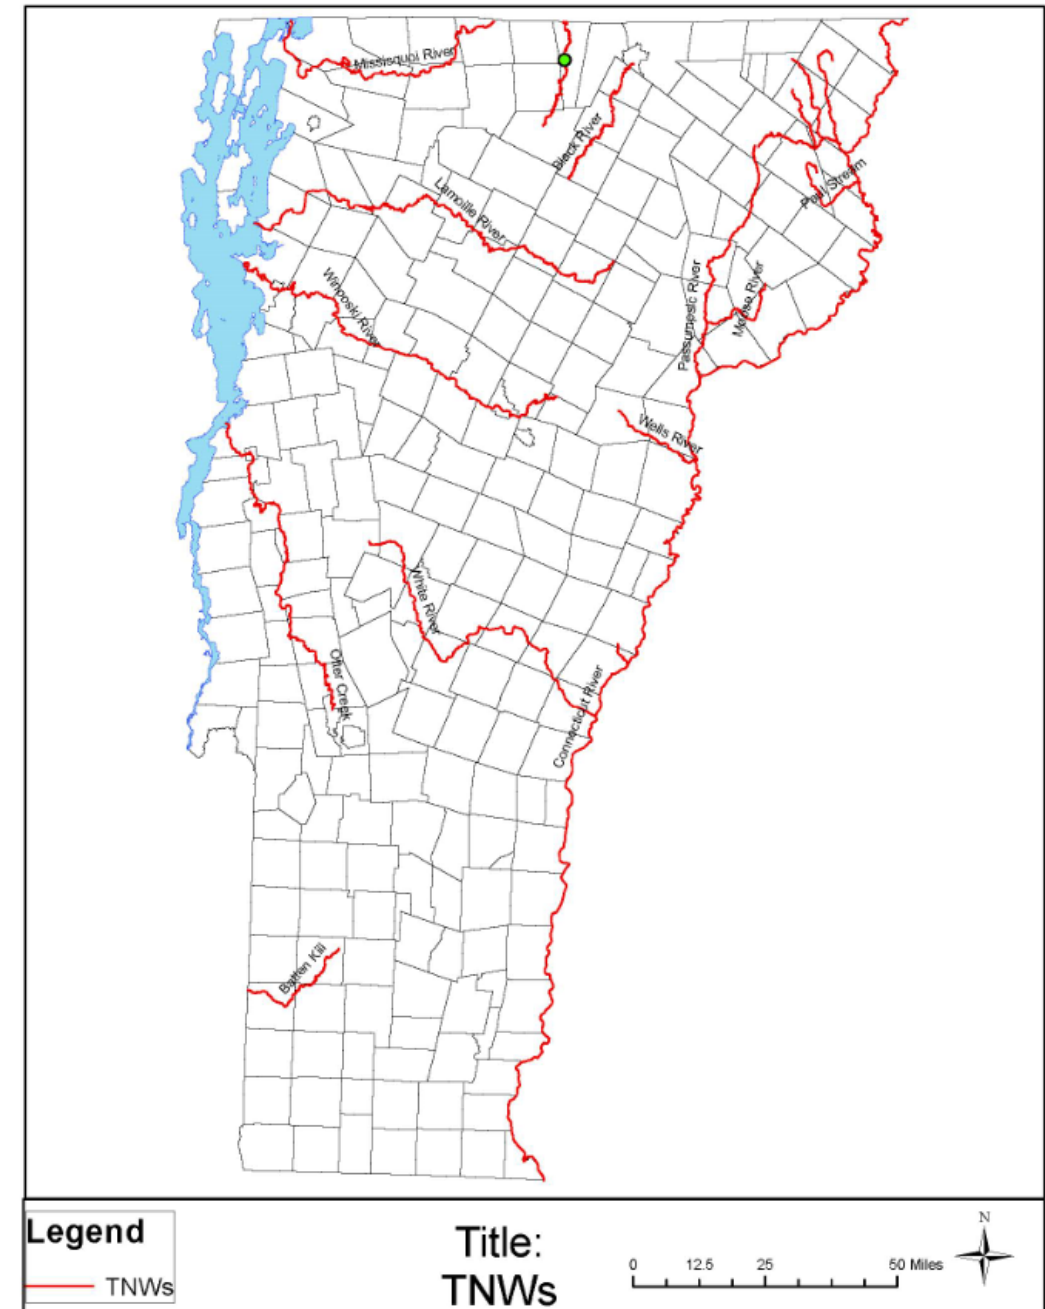 Missisquoi River
Black River
Paul Stream
Lamoille River
Winooski River
Passumpsic River
Moose River
Wells River
White River
Otter Creek
Connecticut River
Batten Kill
Legend
TNWs
Title:
TNWs
0 12.5 25 50 Miles
N